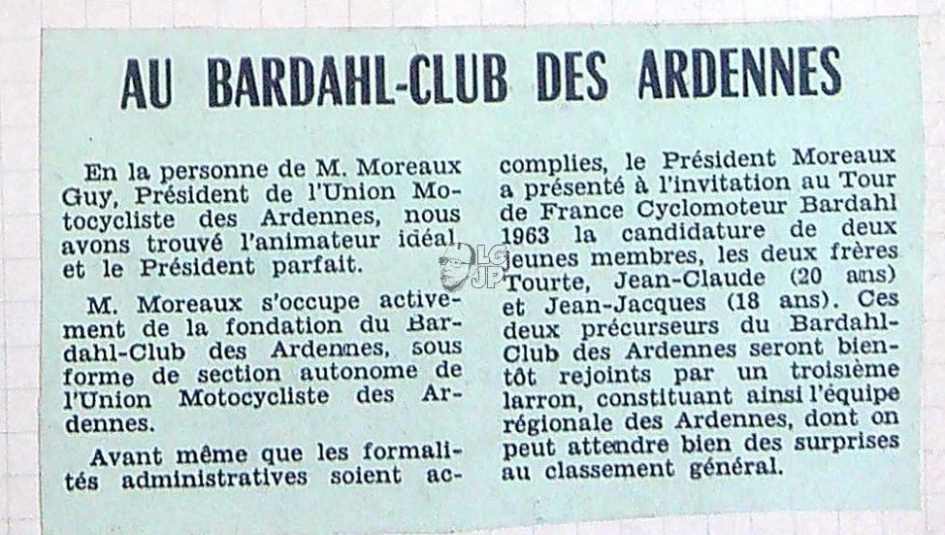 AU BARDAHL-CLUB DES ARDENNES
En la personne de M. Moreaux
Guy, Président de l'Union Mo-
tocycliste des Ardennes, nous
avons trouvé l'animateur idéal
et le Président parfait.
M. Moreaux s'occupe active-
ment de la fondation du Bar-
dahl-Club des Ardennes, sous
forme de section autonome de
l'Union Motocycliste des Ar-
dennes.
Avant même que les formali-
tés administratives soient ac-
complies, le Président Moreaux
a présenté à l'invitation au Tour
de France Cyclomoteur Bardahl
1963 la candidature de deux
jeunes membres, les deux frères
Tourte, Jean-Claude (20 ans)
et Jean-Jacques (18 ans). Ces
deux précurseurs du Bardahl-
Club des Ardennes seront bien-
tôt rejoints par un troisième
larron, constituant ainsi l'équipe
régionale des Ardennes, dont on
peut attendre bien des surprises
au classement général.
LG
JP